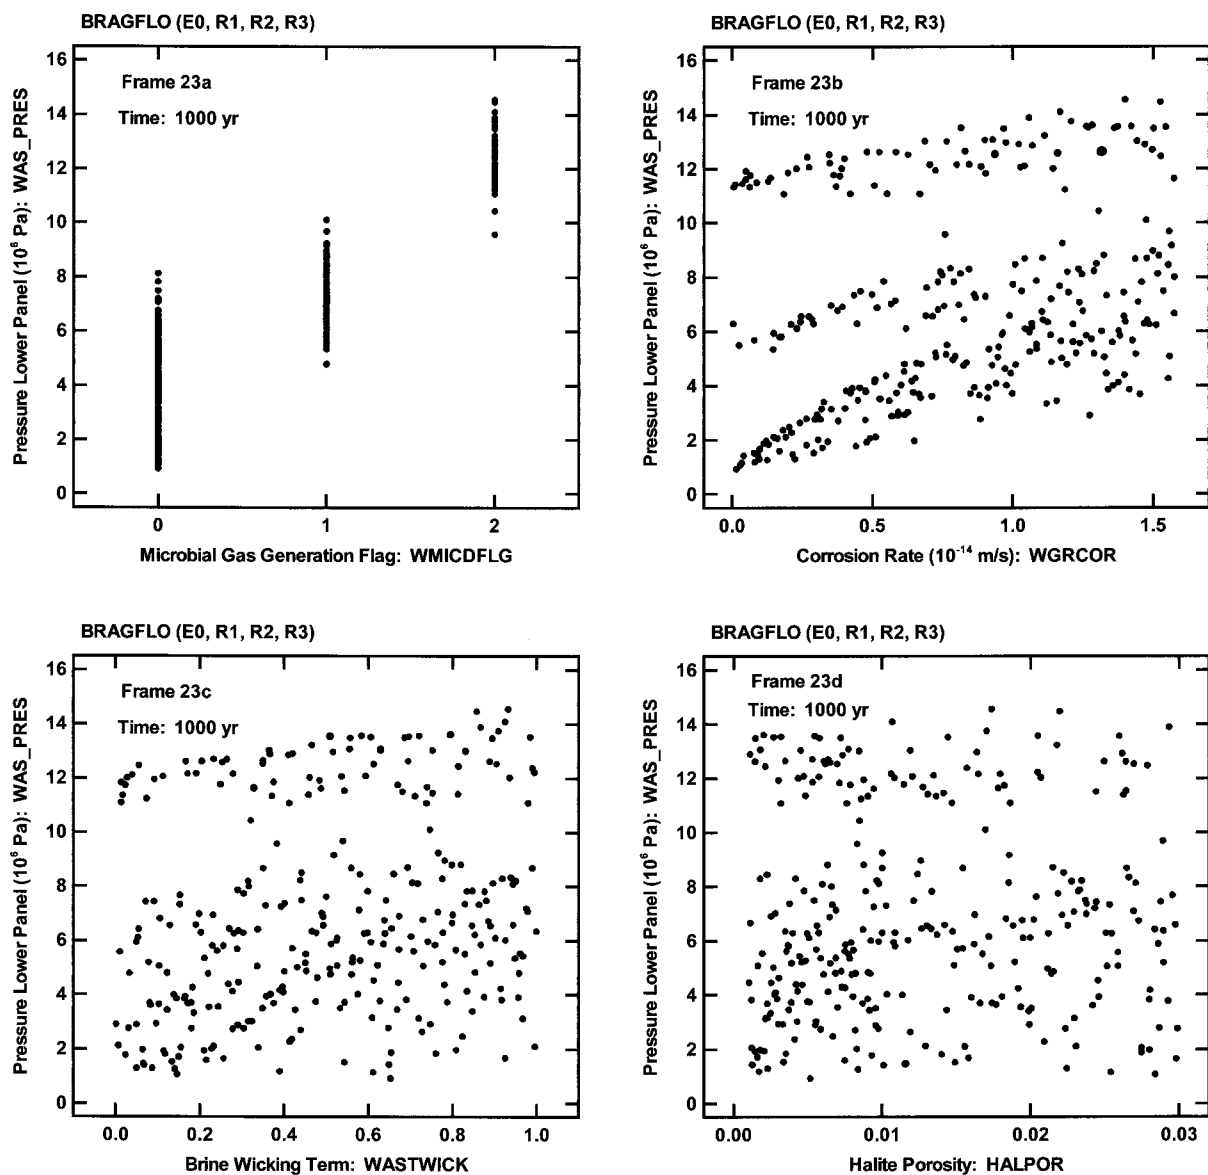 BRAGFLO (E0, R1, R2, R3)
Frame 23a
Time: 1000 yr
Pressure Lower Panel (10⁶ Pa): WAS_PRES
16
14
12
10
8
6
4
2
0
0 1 2
Microbial Gas Generation Flag: WMICDFLG
BRAGFLO (E0, R1, R2, R3)
Frame 23b
Time: 1000 yr
Pressure Lower Panel (10⁶ Pa): WAS_PRES
16
14
12
10
8
6
4
2
0
0.0 0.5 1.0 1.5
Corrosion Rate (10⁻¹⁴ m/s): WGRCOR
BRAGFLO (E0, R1, R2, R3)
Frame 23c
Time: 1000 yr
Pressure Lower Panel (10⁶ Pa): WAS_PRES
16
14
12
10
8
6
4
2
0
0.0 0.2 0.4 0.6 0.8 1.0
Brine Wicking Term: WASTWICK
BRAGFLO (E0, R1, R2, R3)
Frame 23d
Time: 1000 yr
Pressure Lower Panel (10⁶ Pa): WAS_PRES
16
14
12
10
8
6
4
2
0
0.00 0.01 0.02 0.03
Halite Porosity: HALPOR